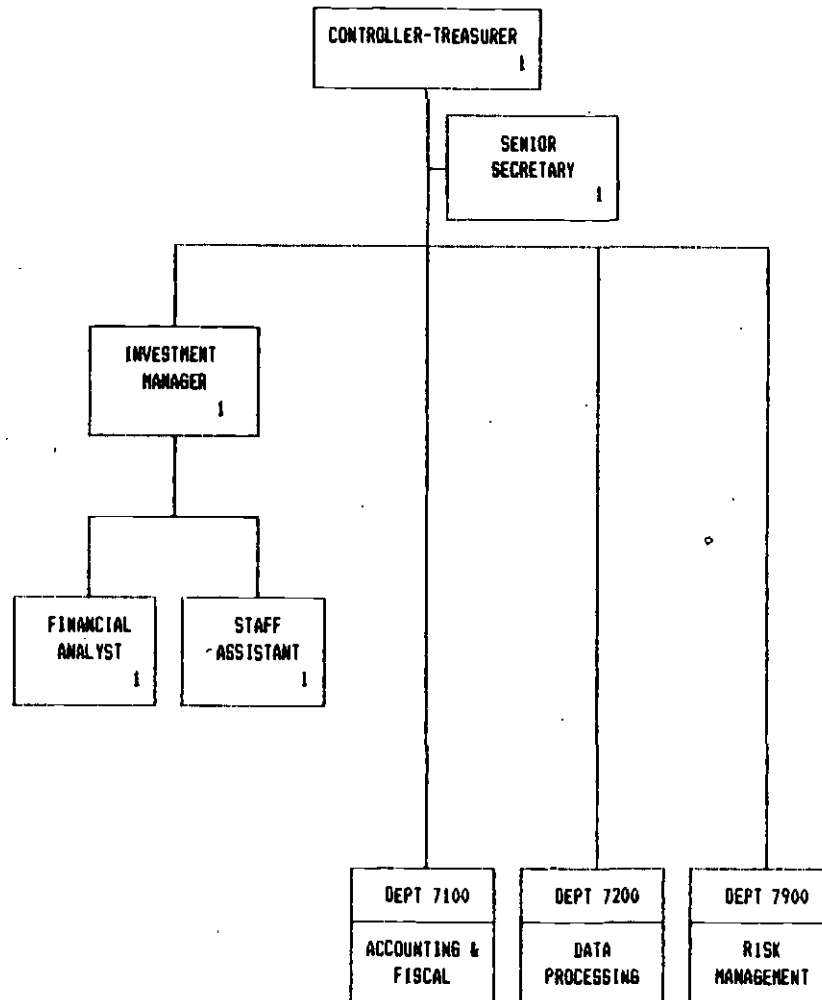 CONTROLLER-TREASURER
1
SENIOR
SECRETARY
1
INVESTMENT
MANAGER
1
FINANCIAL
ANALYST
1
STAFF
ASSISTANT
1
DEPT 7100
ACCOUNTING &
FISCAL
DEPT 7200
DATA
PROCESSING
DEPT 7900
RISK
MANAGEMENT